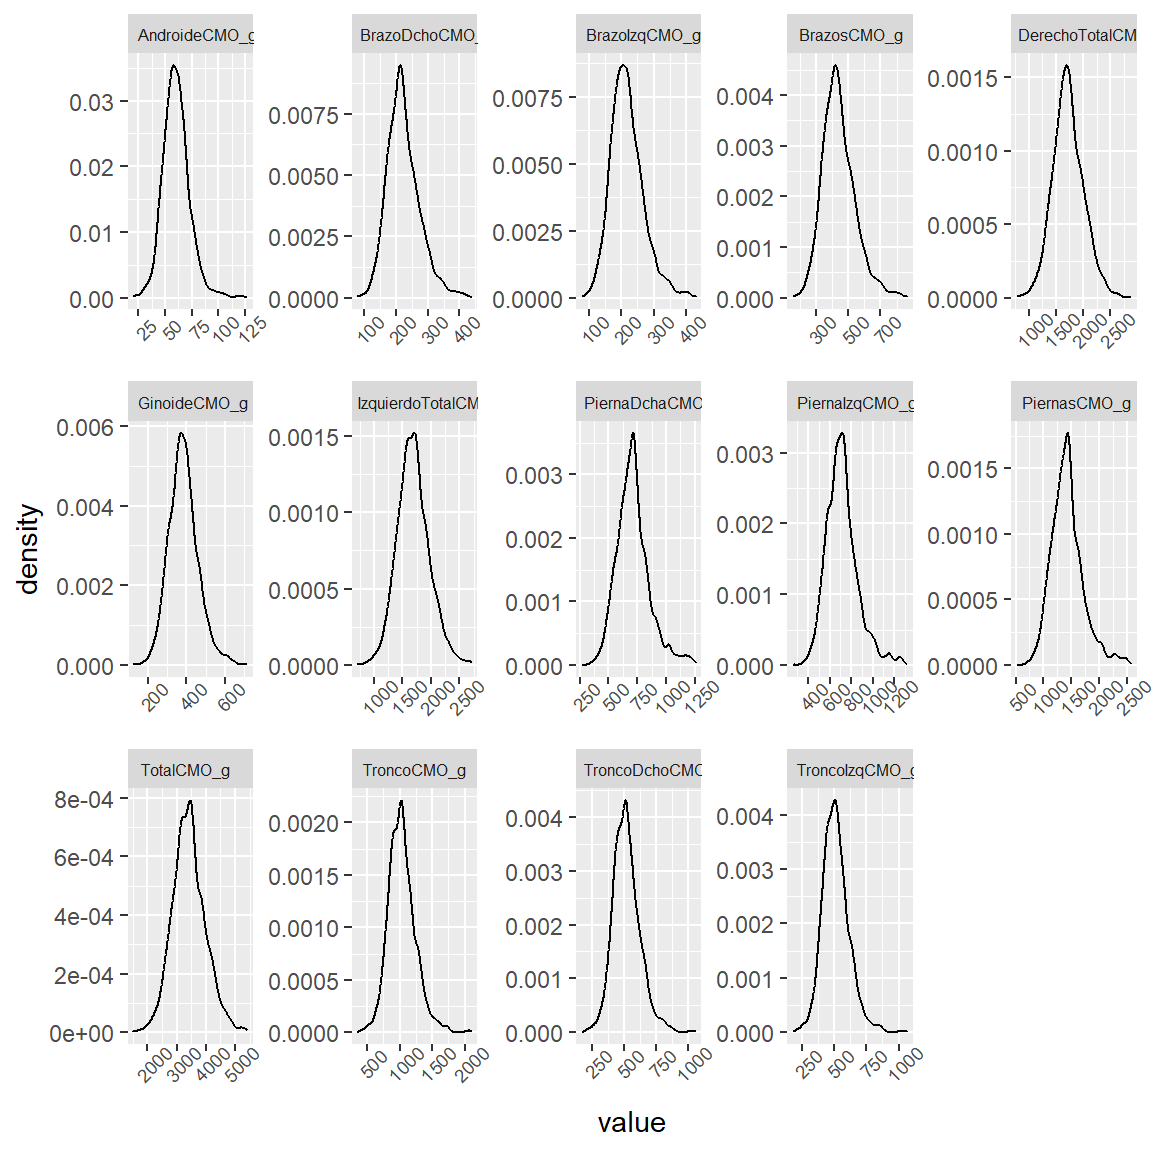 AndroideCMO_g BrazoDchoCMO_ BrazoIzqCMO_g BrazosCMO_g DerechoTotalCM
0.03 0.0075 0.0075 0.004 0.0015
0.02 0.0050 0.0050 0.003 0.0010
0.01 0.0025 0.0025 0.002 0.0005
0.00 0.0000 0.0000 0.001 0.0000
0.000
25 50 75 100 125 100 200 300 400 100 200 300 400 300 500 700 1000 1500 2000 2500
GinoideCMO_g IzquierdoTotalCM PiernaDchaCMO PiernaIzqCMO_g PiernasCMO_g
0.006 0.0015 0.003 0.003 0.0015
0.004 0.0010 0.002 0.002 0.0010
0.002 0.0005 0.001 0.001 0.0005
0.000 0.0000 0.000 0.000 0.0000
200 400 600 1000 1500 2000 2500 250 500 750 1000 1250 400 600 800 1000 1200 500 1000 1500 2000 2500
density
TotalCMO_g TroncoCMO_g TroncoDchoCMO TroncoIzqCMO_g
8e-04 0.0020 0.004 0.004
6e-04 0.0015 0.003 0.003
4e-04 0.0010 0.002 0.002
2e-04 0.0005 0.001 0.001
0e+00 0.0000 0.000 0.000
2000 3000 4000 5000 500 1000 1500 2000 250 500 750 1000 250 500 750 1000
value